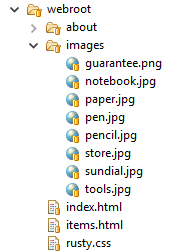 webroot
about
images
guarantee.png
notebook.jpg
paper.jpg
pen.jpg
pencil.jpg
store.jpg
sundial.jpg
tools.jpg
index.html
items.html
rusty.css